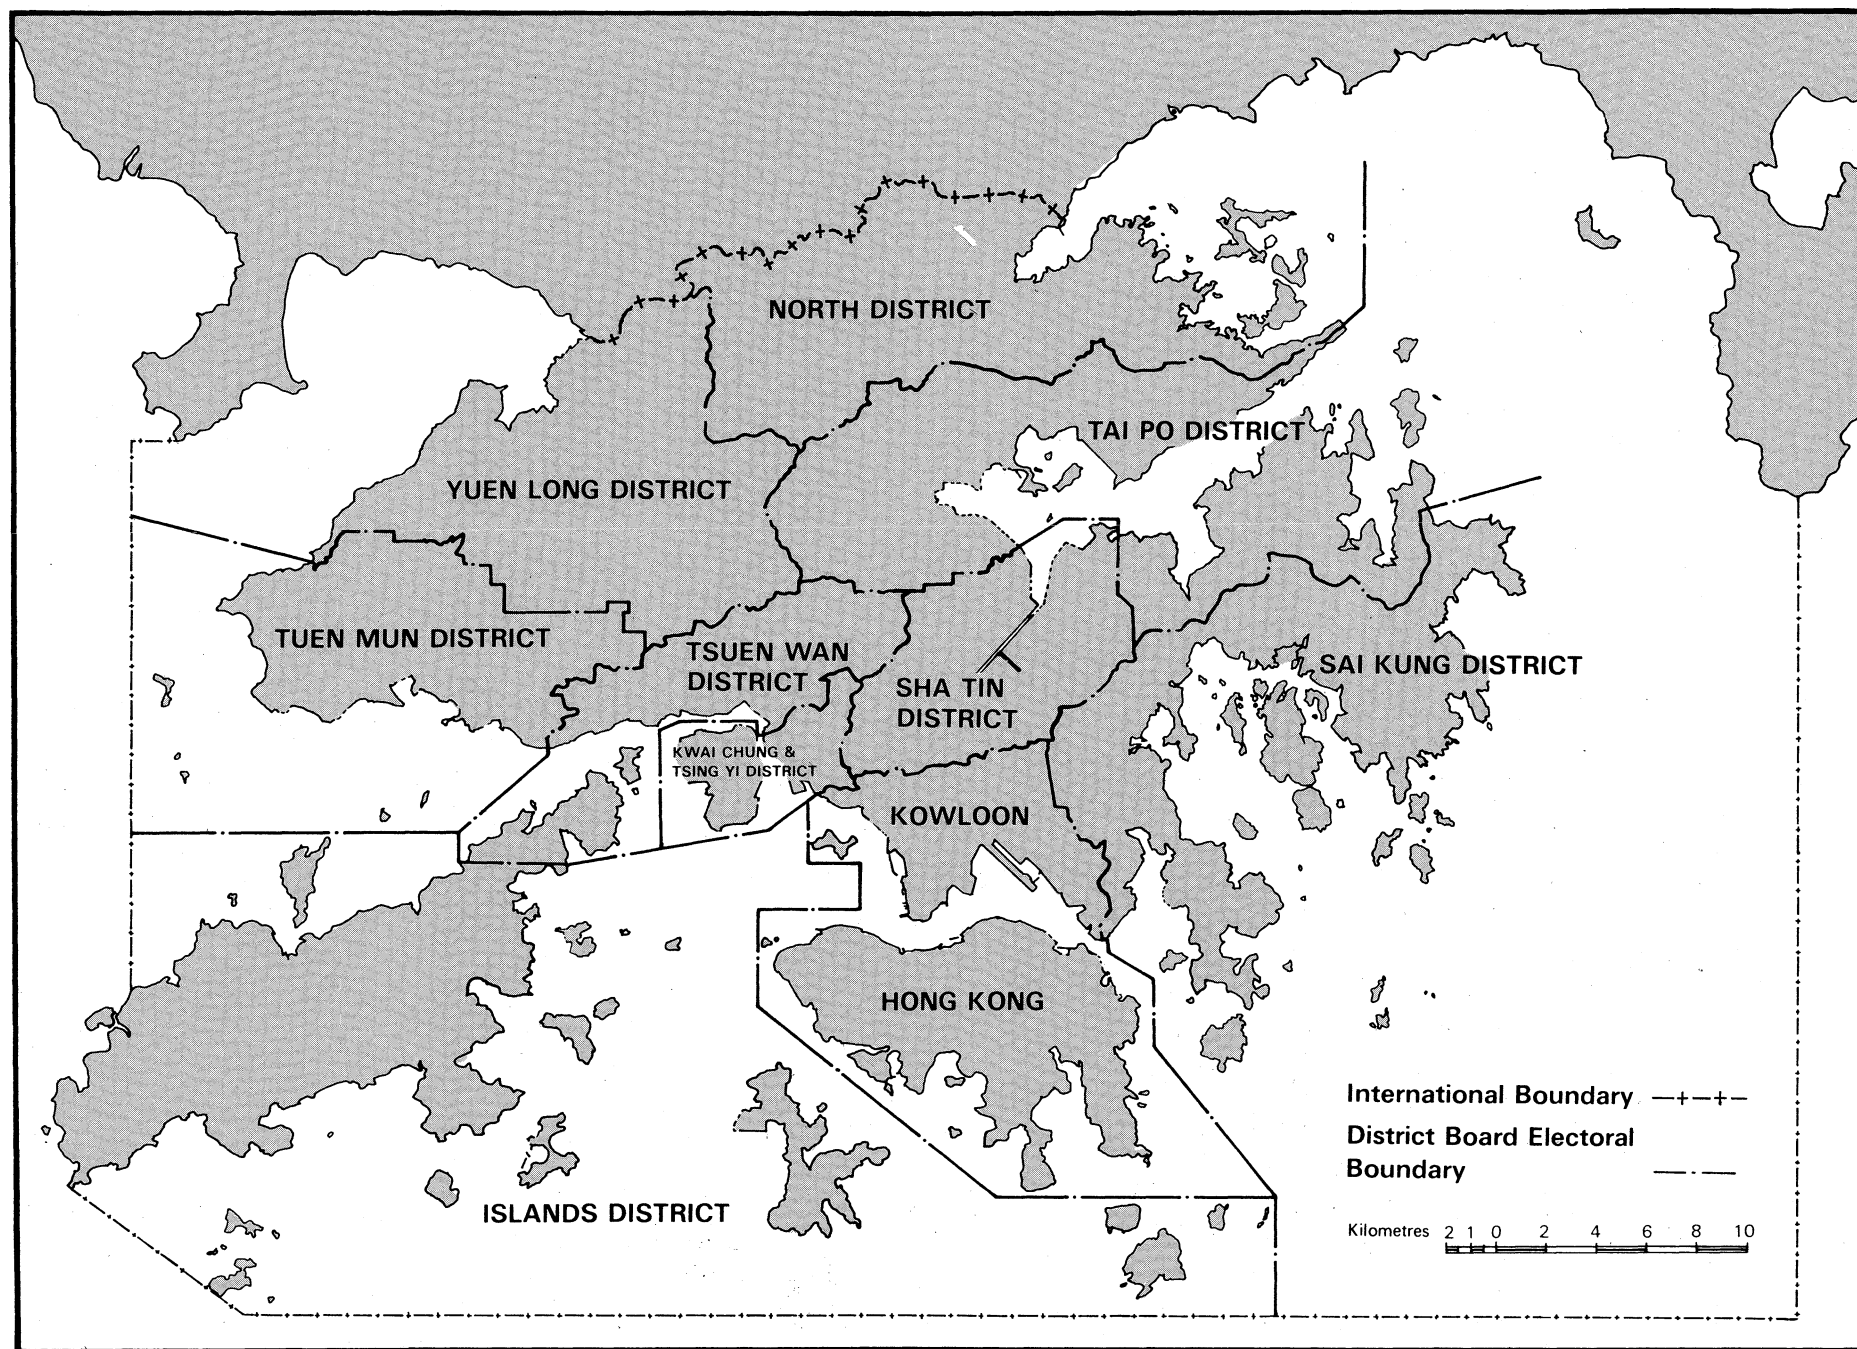 NORTH DISTRICT
TAI PO DISTRICT
YUEN LONG DISTRICT
TUEN MUN DISTRICT
TSUEN WAN
DISTRICT
SAI KUNG DISTRICT
SHA TIN
DISTRICT
KWAI CHUNG &
TSING YI DISTRICT
KOWLOON
HONG KONG
ISLANDS DISTRICT
International Boundary
District Board Electoral
Boundary
Kilometres 2 1 0 2 4 6 8 10